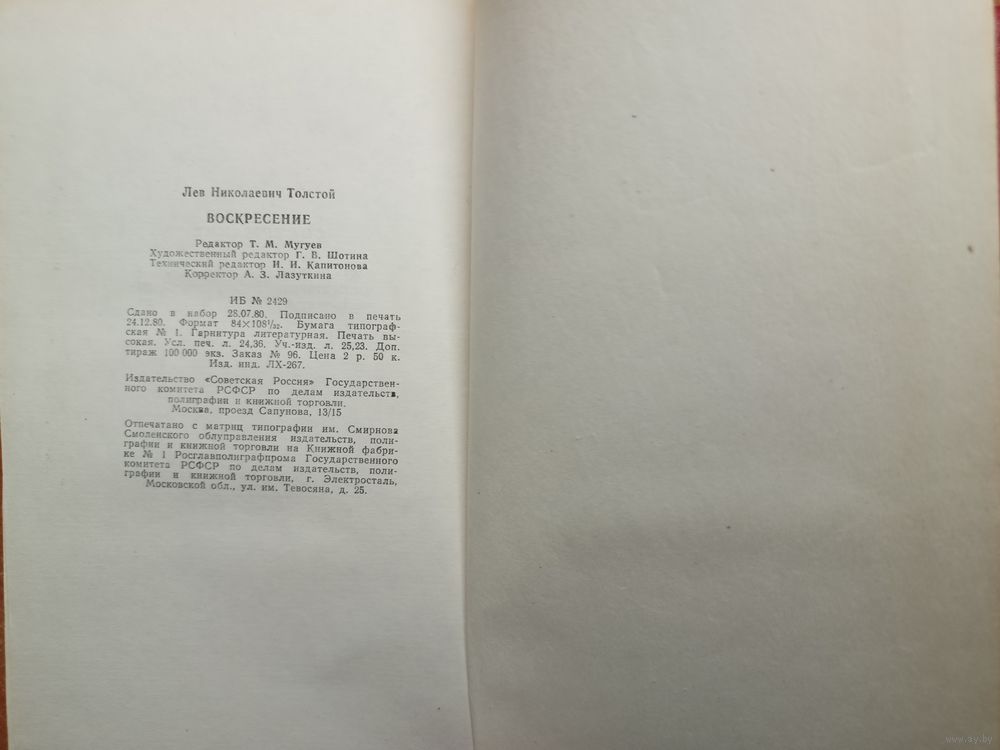 Лев Николаевич Толстой
ВОСКРЕСЕНИЕ
Редактор Т. М. Мугуев
Художественный редактор Г. В. Шотина
Технический редактор И. И. Капитонова
Корректор А. З. Лазуткина
ИБ № 2429
Сдано в набор 28.07.80. Подписано в печать
24.12.80. Формат 84×108¹/₃₂. Бумага типограф-
ская № 1. Гарнитура литературная. Печать вы-
сокая. Усл. печ. л. 24,36. Уч.-изд. л. 25,23. Доп.
тираж 100 000 экз. Заказ № 96. Цена 2 р. 50 к.
Изд. инд. ЛХ-267.
Издательство «Советская Россия» Государствен-
ного комитета РСФСР по делам издательств,
полиграфии и книжной торговли.
Москва, проезд Сапунова, 13/15
Отпечатано с матриц типографии им. Смирнова
Смоленского облуправления издательств, поли-
графии и книжной торговли на Книжной фабри-
ке № 1 Росглавполиграфпрома Государственного
комитета РСФСР по делам издательств, поли-
графии и книжной торговли, г. Электросталь,
Московской обл., ул. им. Тевосяна, д. 25.
www.ay.by